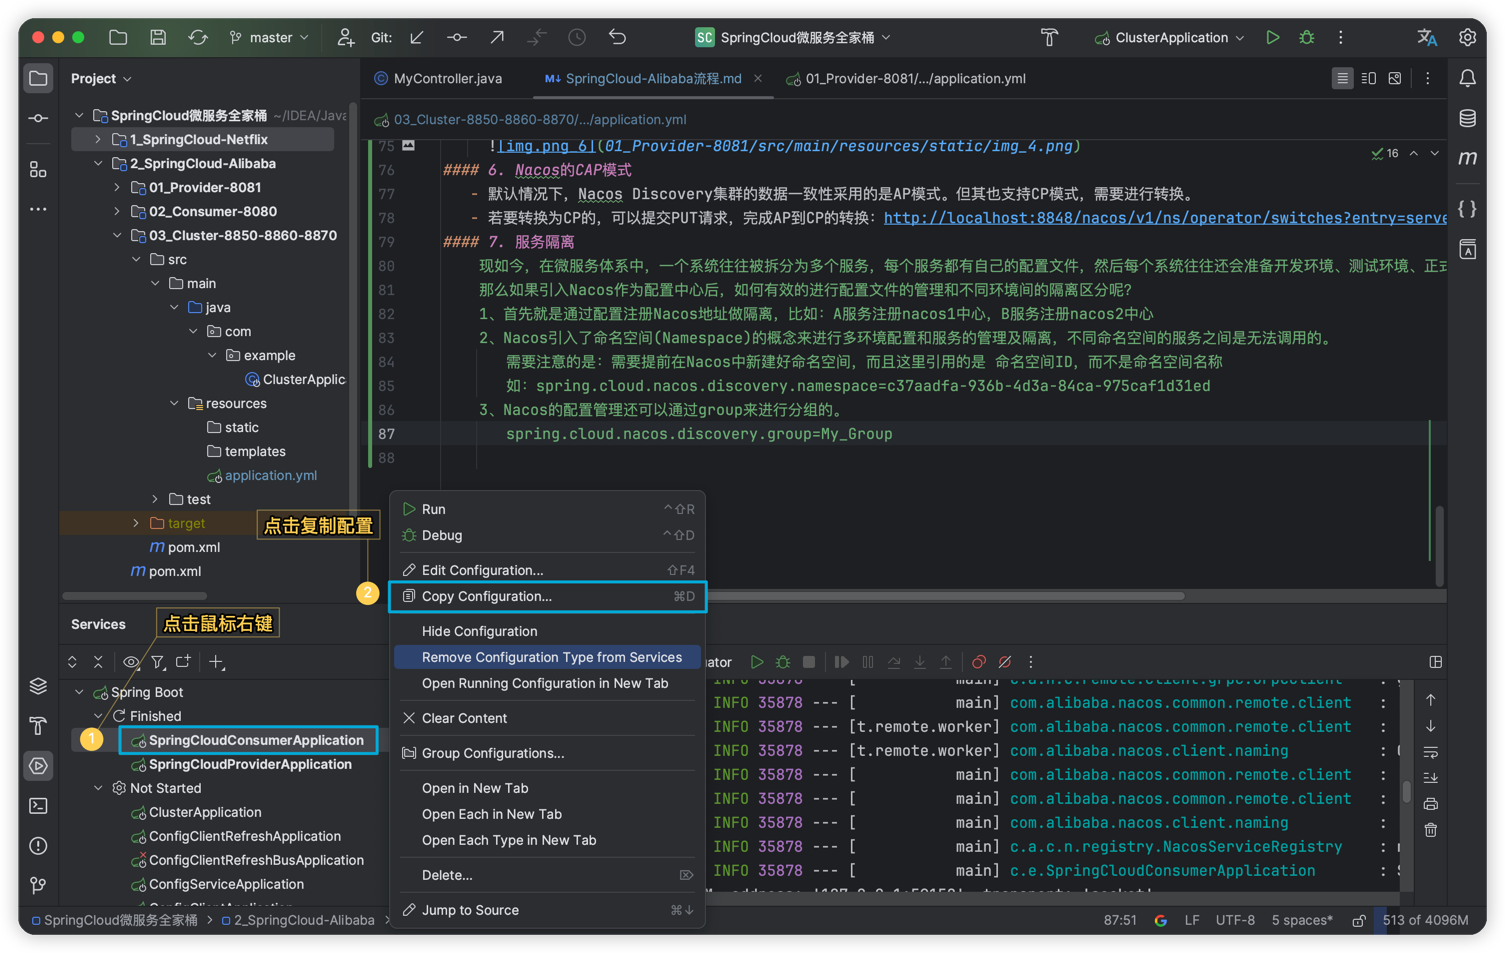 master
Git:
SC SpringCloud微服务全家桶
ClusterApplication
Project
MyController.java
M↓ SpringCloud-Alibaba流程.md
01_Provider-8081/.../application.yml
03_Cluster-8850-8860-8870/.../application.yml
SpringCloud微服务全家桶 ~/IDEA/Java
1_SpringCloud-Netflix
2_SpringCloud-Alibaba
01_Provider-8081
02_Consumer-8080
03_Cluster-8850-8860-8870
src
main
java
com
example
ClusterApplic
resources
static
templates
application.yml
test
target
pom.xml
pom.xml
16
75 ![img.png_6](01_Provider-8081/src/main/resources/static/img_4.png)
76 #### 6. Nacos的CAP模式
77 - 默认情况下，Nacos Discovery集群的数据一致性采用的是AP模式。但其也支持CP模式，需要进行转换。
78 - 若要转换为CP的，可以提交PUT请求，完成AP到CP的转换：http://localhost:8848/nacos/v1/ns/operator/switches?entry=serve
79 #### 7. 服务隔离
80 现如今，在微服务体系中，一个系统往往被拆分为多个服务，每个服务都有自己的配置文件，然后每个系统往往还会准备开发环境、测试环境、正式
81 那么如果引入Nacos作为配置中心后，如何有效的进行配置文件的管理和不同环境间的隔离区分呢？
82 1、首先就是通过配置注册Nacos地址做隔离，比如：A服务注册nacos1中心，B服务注册nacos2中心
83 2、Nacos引入了命名空间(Namespace)的概念来进行多环境配置和服务的管理及隔离，不同命名空间的服务之间是无法调用的。
84 需要注意的是：需要提前在Nacos中新建好命名空间，而且这里引用的是 命名空间ID，而不是命名空间名称
85 如：spring.cloud.nacos.discovery.namespace=c37aadfa-936b-4d3a-84ca-975caf1d31ed
86 3、Nacos的配置管理还可以通过group来进行分组的。
87 spring.cloud.nacos.discovery.group=My_Group
88
点击复制配置
2
点击鼠标右键
1
Run ^⇧R
Debug ^⇧D
Edit Configuration... ⇧F4
Copy Configuration... ⌘D
Hide Configuration
Remove Configuration Type from Services
Open Running Configuration in New Tab
Clear Content
Group Configurations...
Open in New Tab
Open Each in New Tab
Open Each Type in New Tab
Delete... ⌦
Jump to Source ⌘↓
Services
Spring Boot
Finished
SpringCloudConsumerApplication
SpringCloudProviderApplication
Not Started
ClusterApplication
ConfigClientRefreshApplication
ConfigClientRefreshBusApplication
ConfigServiceApplication
ator
INFO 35878 --- [ main] c.a.n.c.remote.client.grpc.GrpcClient :
INFO 35878 --- [ main] com.alibaba.nacos.common.remote.client :
INFO 35878 --- [t.remote.worker] com.alibaba.nacos.common.remote.client :
INFO 35878 --- [t.remote.worker] com.alibaba.nacos.client.naming :
INFO 35878 --- [ main] com.alibaba.nacos.common.remote.client :
INFO 35878 --- [ main] com.alibaba.nacos.common.remote.client :
INFO 35878 --- [ main] com.alibaba.nacos.client.naming :
INFO 35878 --- [ main] c.a.c.n.registry.NacosServiceRegistry :
INFO 35878 --- [ main] c.e.SpringCloudConsumerApplication :
SpringCloud微服务全家桶 > 2_SpringCloud-Alibaba >
87:51
LF
UTF-8
5 spaces*
513 of 4096M